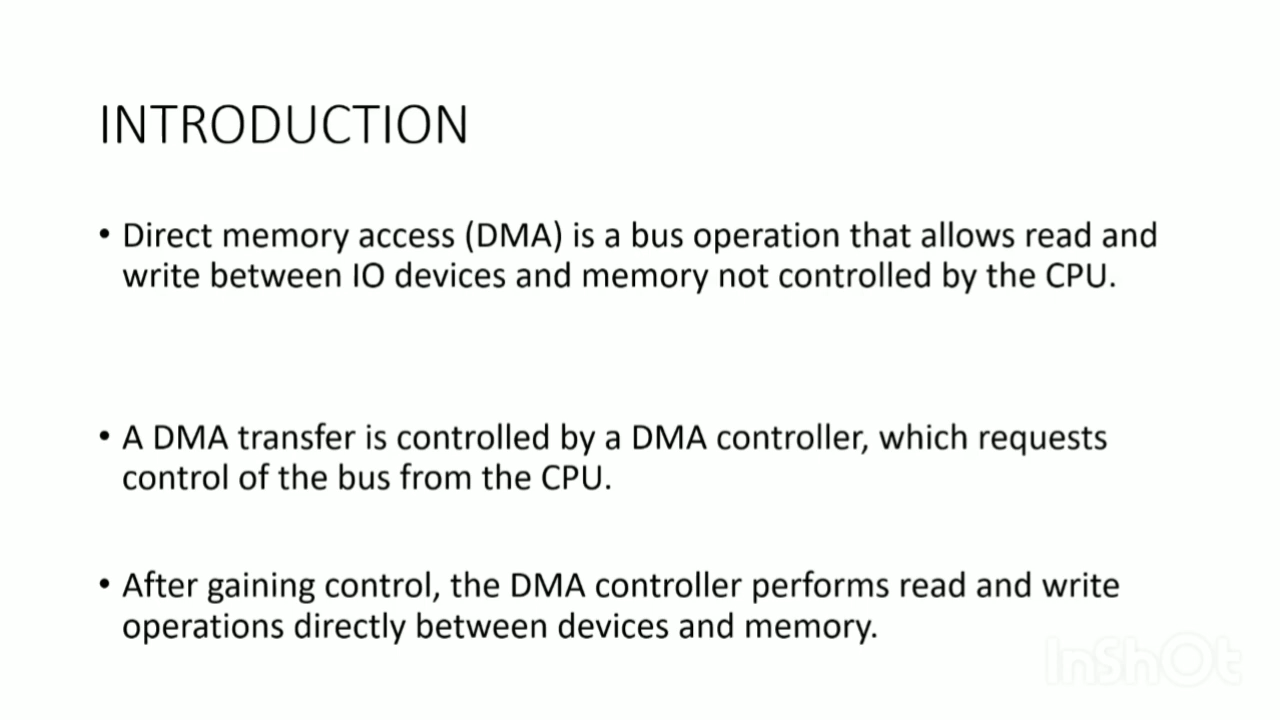 INTRODUCTION
• Direct memory access (DMA) is a bus operation that allows read and
write between IO devices and memory not controlled by the CPU.
• A DMA transfer is controlled by a DMA controller, which requests
control of the bus from the CPU.
• After gaining control, the DMA controller performs read and write
operations directly between devices and memory.
InShOt